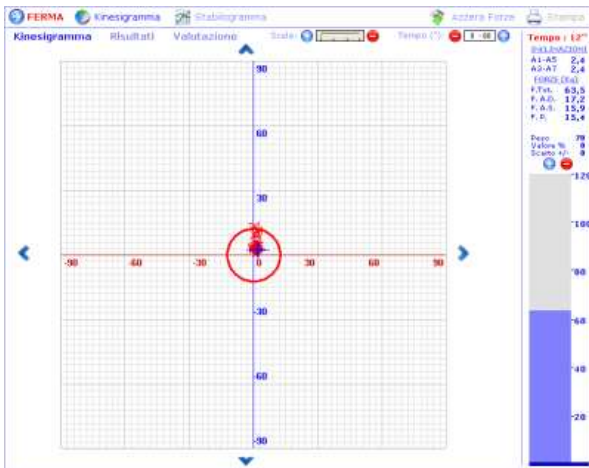 FERMA Kinesigramma Stabilogramma Azzera Forze Stampa
Kinesigramma Risultati Valutazione Scala: Tempo ("): 0 -60
Tempo : 12"
INCLINAZIONI
A1-A5 2,4
A3-A7 2,4
FORZE (Kg)
F.Tot. 63,5
F. A.D. 17,2
F. A.S. 15,9
F. P. 15,4
Peso 70
Valore % 0
Scarto +/- 0
90
60
30
-90 -60 -30 0 30 60 90
-30
-60
-90
120
100
80
60
40
20